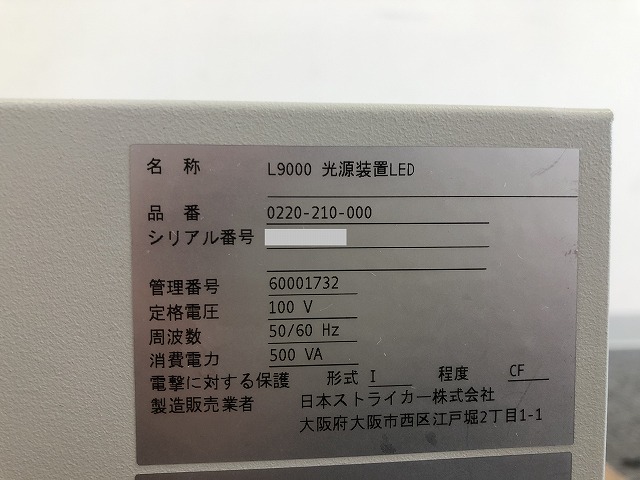 名 称 L9000 光源装置LED
品 番 0220-210-000
シリアル番号
管理番号 60001732
定格電圧 100 V
周波数 50/60 Hz
消費電力 500 VA
電撃に対する保護 形式 I 程度 CF
製造販売業者 日本ストライカー株式会社
大阪府大阪市西区江戸堀2丁目1-1